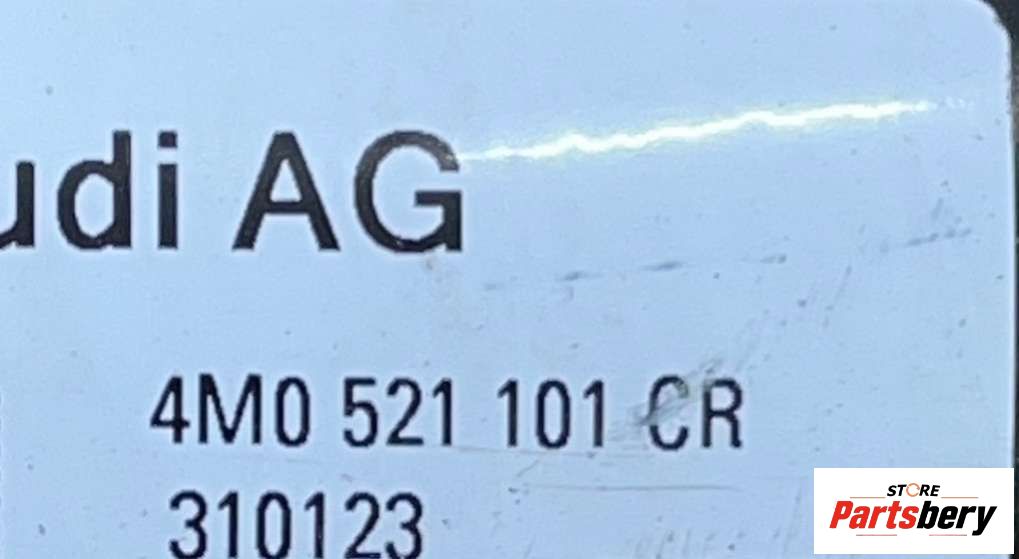 udi AG
4M0 521 101 CR
310123
STORE
Partsbery